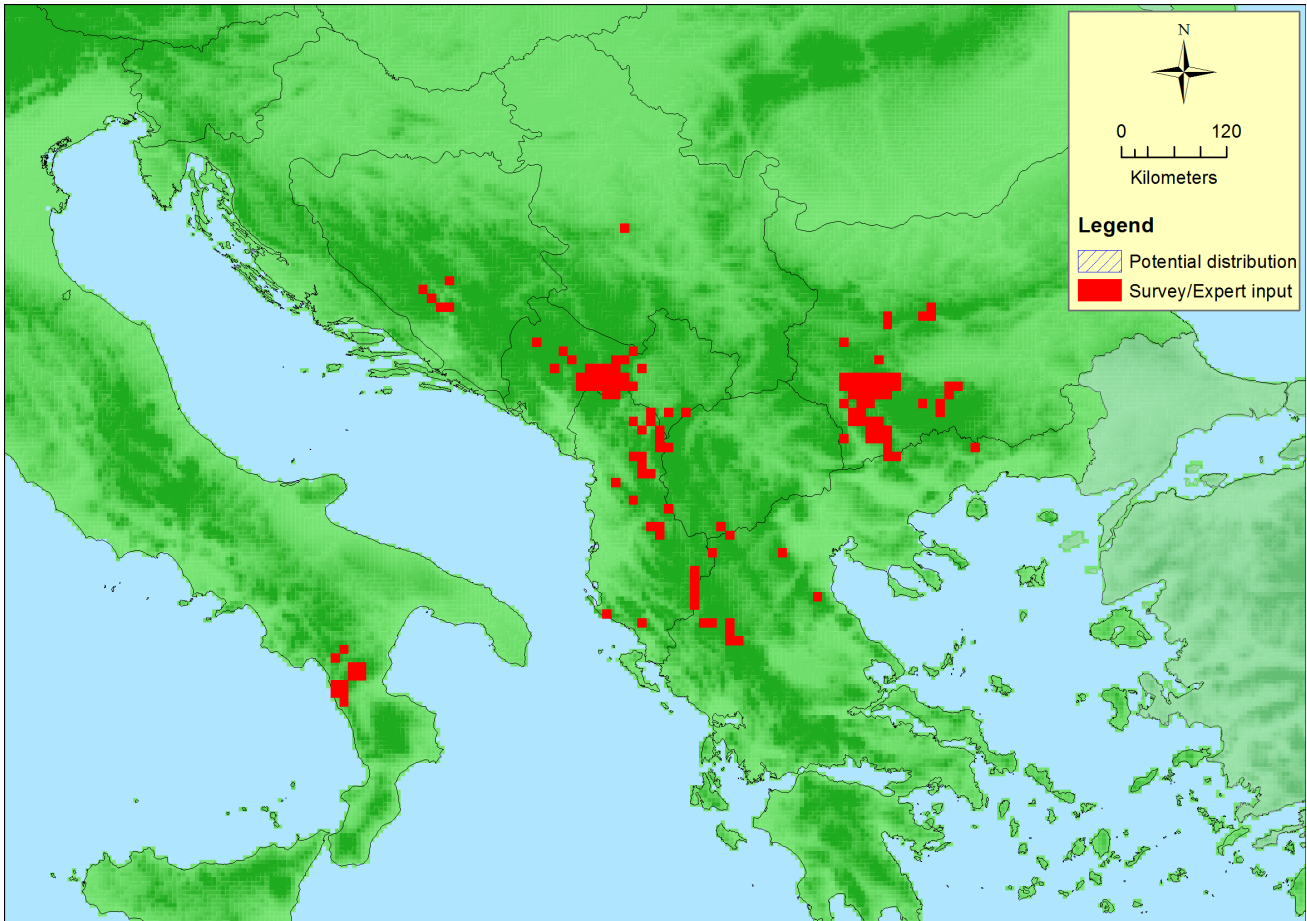 N
0 120
Kilometers
Legend
Potential distribution
Survey/Expert input